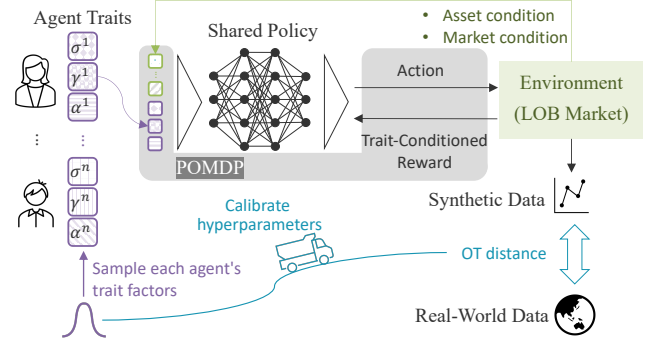 Agent Traits
Shared Policy
• Asset condition
• Market condition
σ¹
γ¹
α¹
...
σⁿ
γⁿ
αⁿ
Action
Environment
(LOB Market)
Trait-Conditioned
Reward
POMDP
Synthetic Data
Calibrate
hyperparameters
OT distance
Sample each agent's
trait factors
Real-World Data